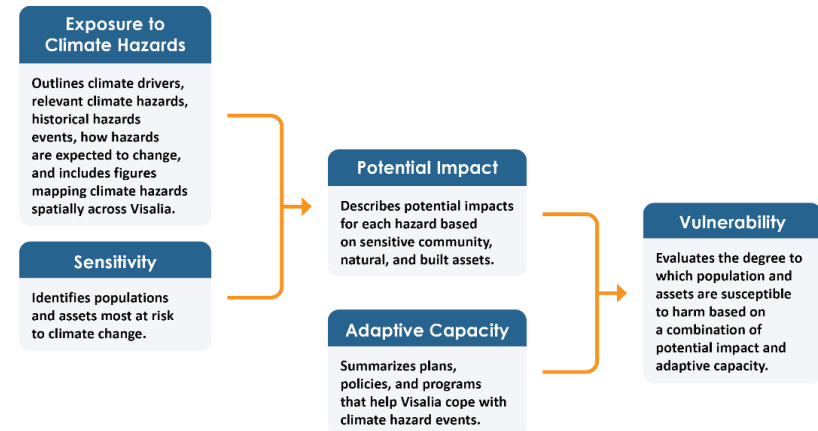 Exposure to
Climate Hazards
Outlines climate drivers,
relevant climate hazards,
historical hazards
events, how hazards
are expected to change,
and includes figures
mapping climate hazards
spatially across Visalia.
Sensitivity
Identifies populations
and assets most at risk
to climate change.
Potential Impact
Describes potential impacts
for each hazard based
on sensitive community,
natural, and built assets.
Adaptive Capacity
Summarizes plans,
policies, and programs
that help Visalia cope with
climate hazard events.
Vulnerability
Evaluates the degree to
which population and
assets are susceptible
to harm based on
a combination of
potential impact and
adaptive capacity.